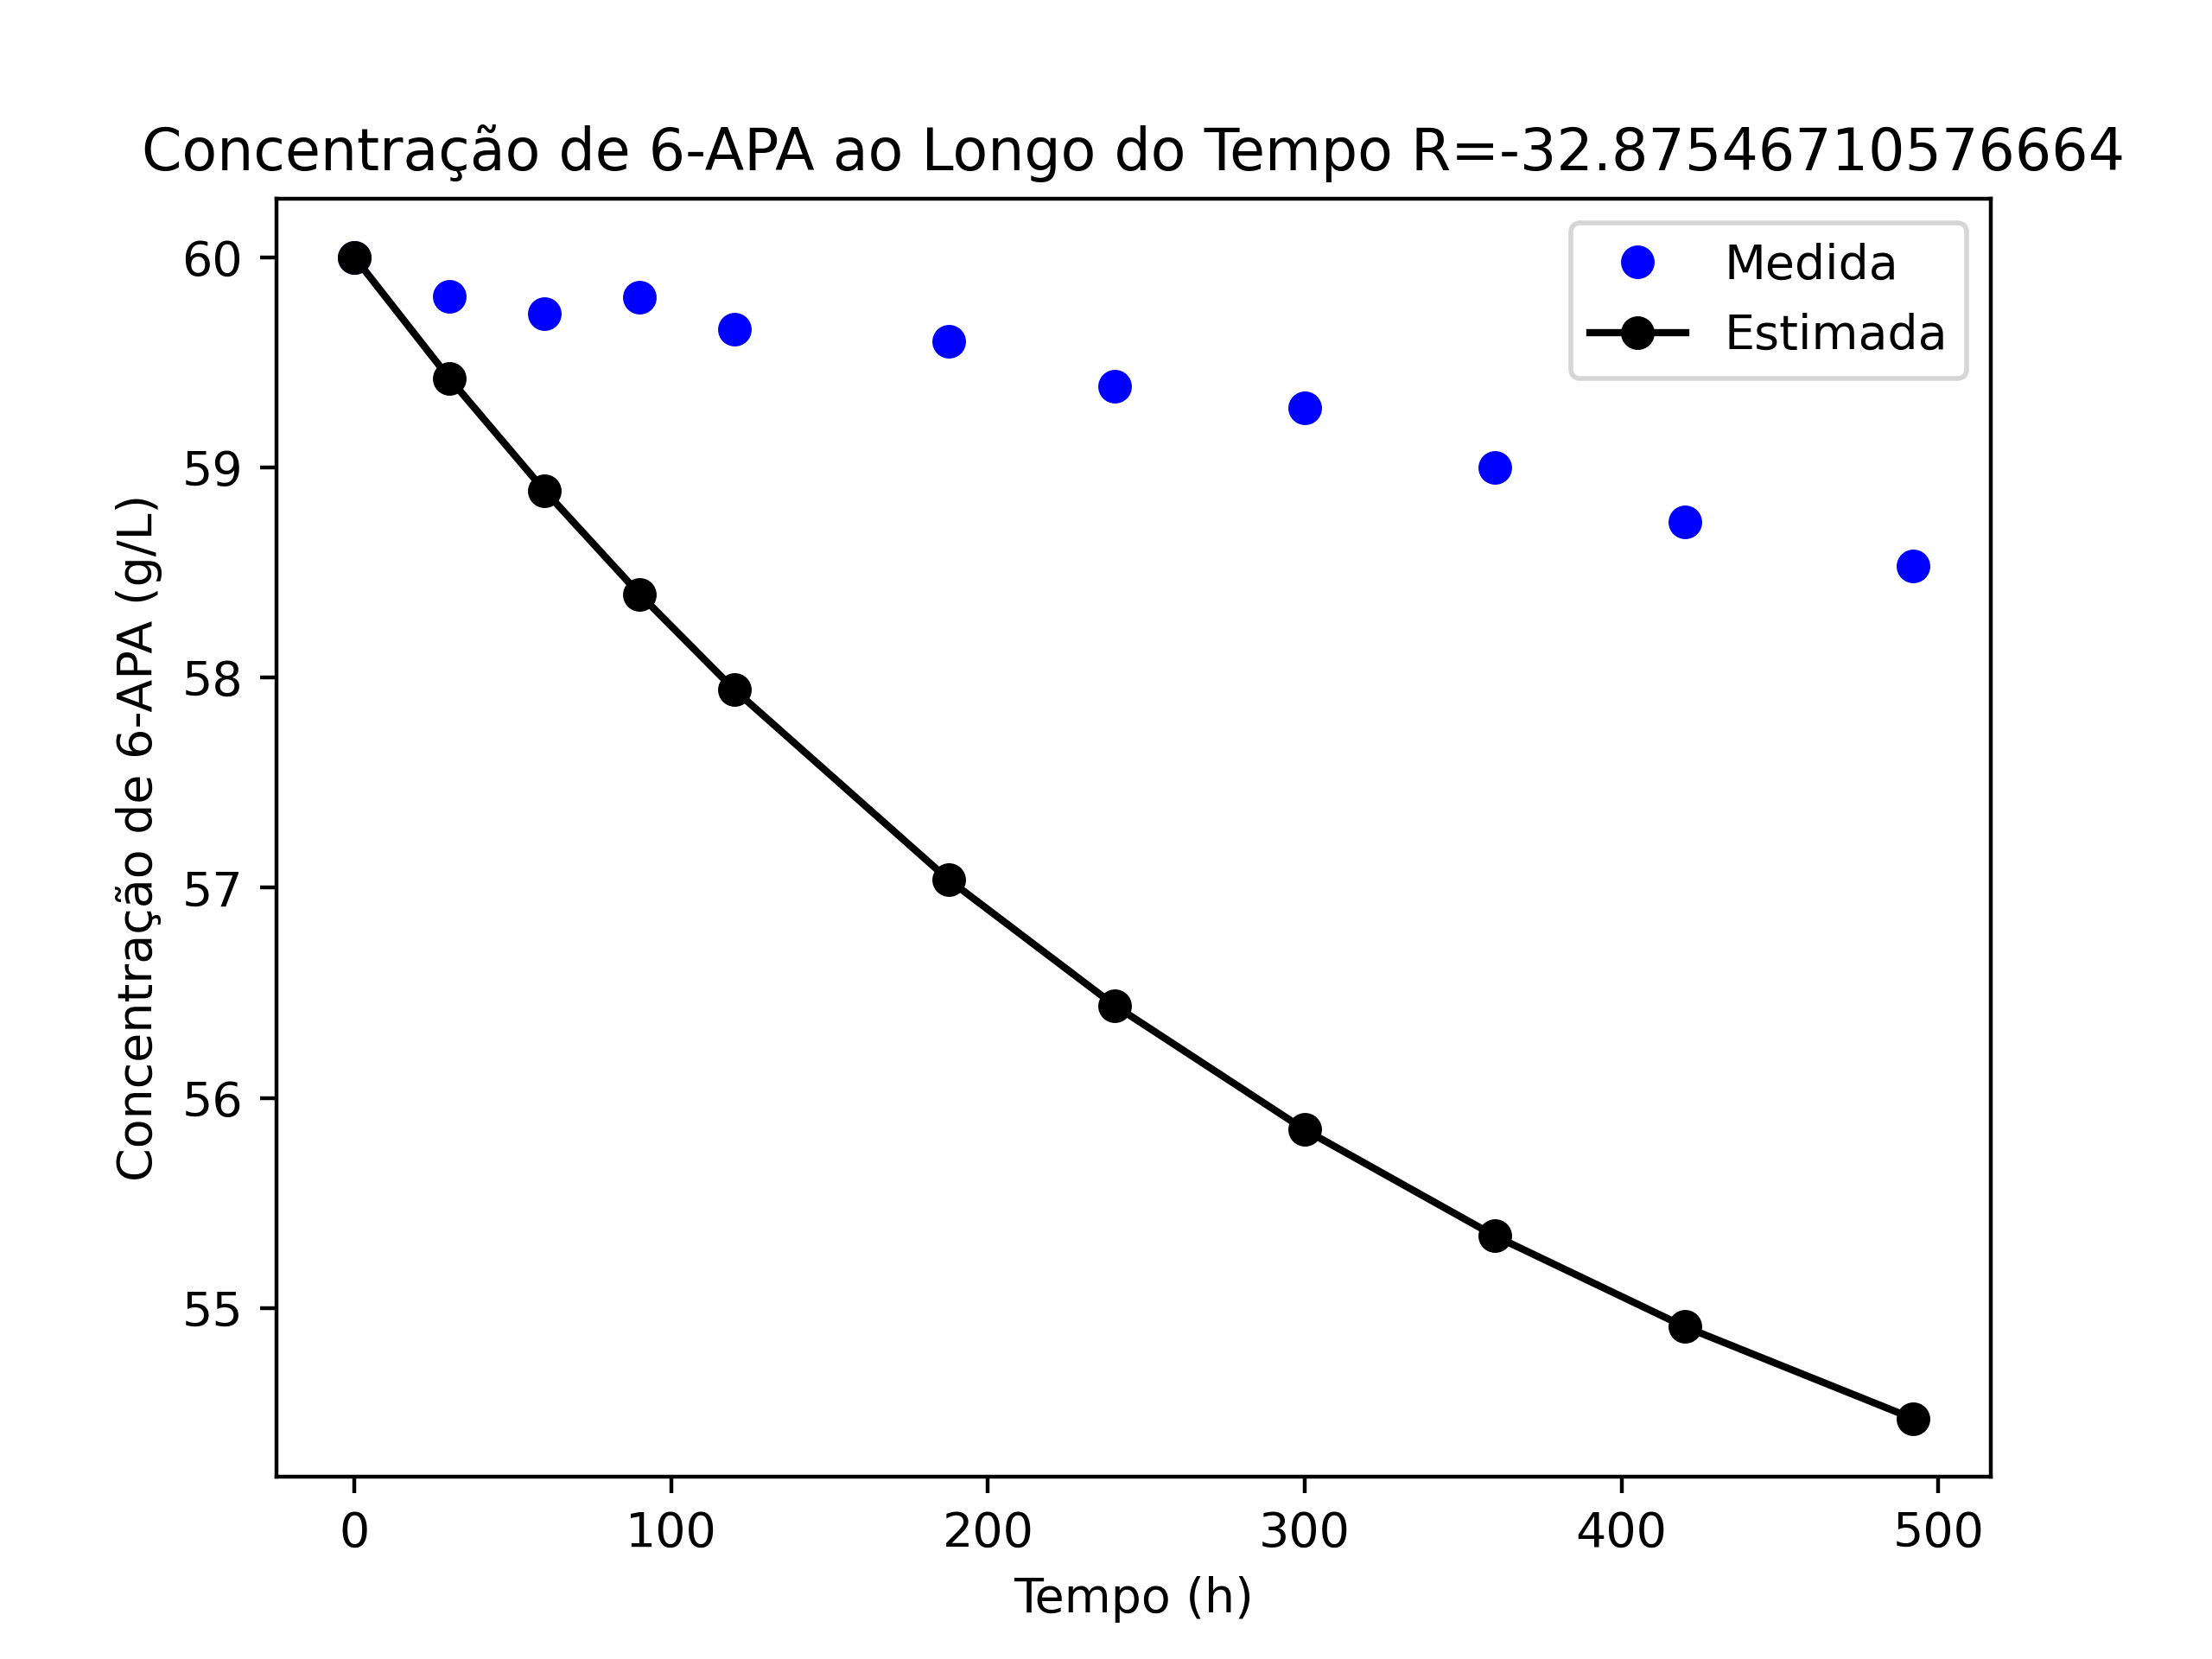 Concentração de 6-APA ao Longo do Tempo R=-32.87546710576664
Medida
Estimada
Concentração de 6-APA (g/L)
60
59
58
57
56
55
0 100 200 300 400 500
Tempo (h)